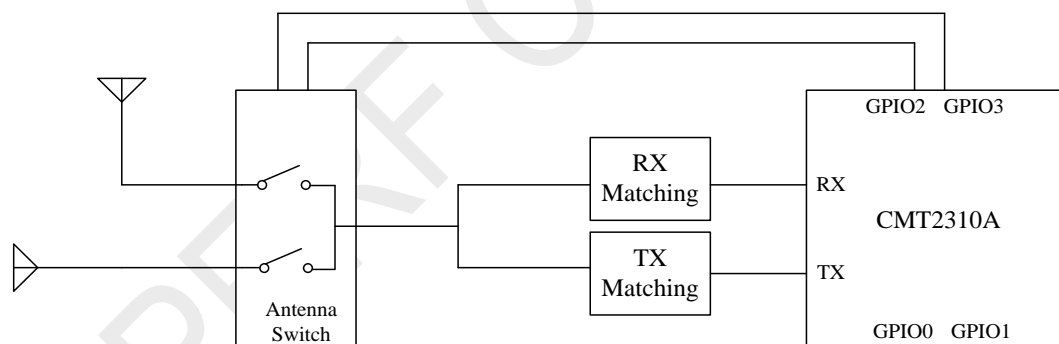 GPIO2 GPIO3
RX
Matching
RX
CMT2310A
TX
Matching
TX
Antenna
Switch
GPIO0 GPIO1